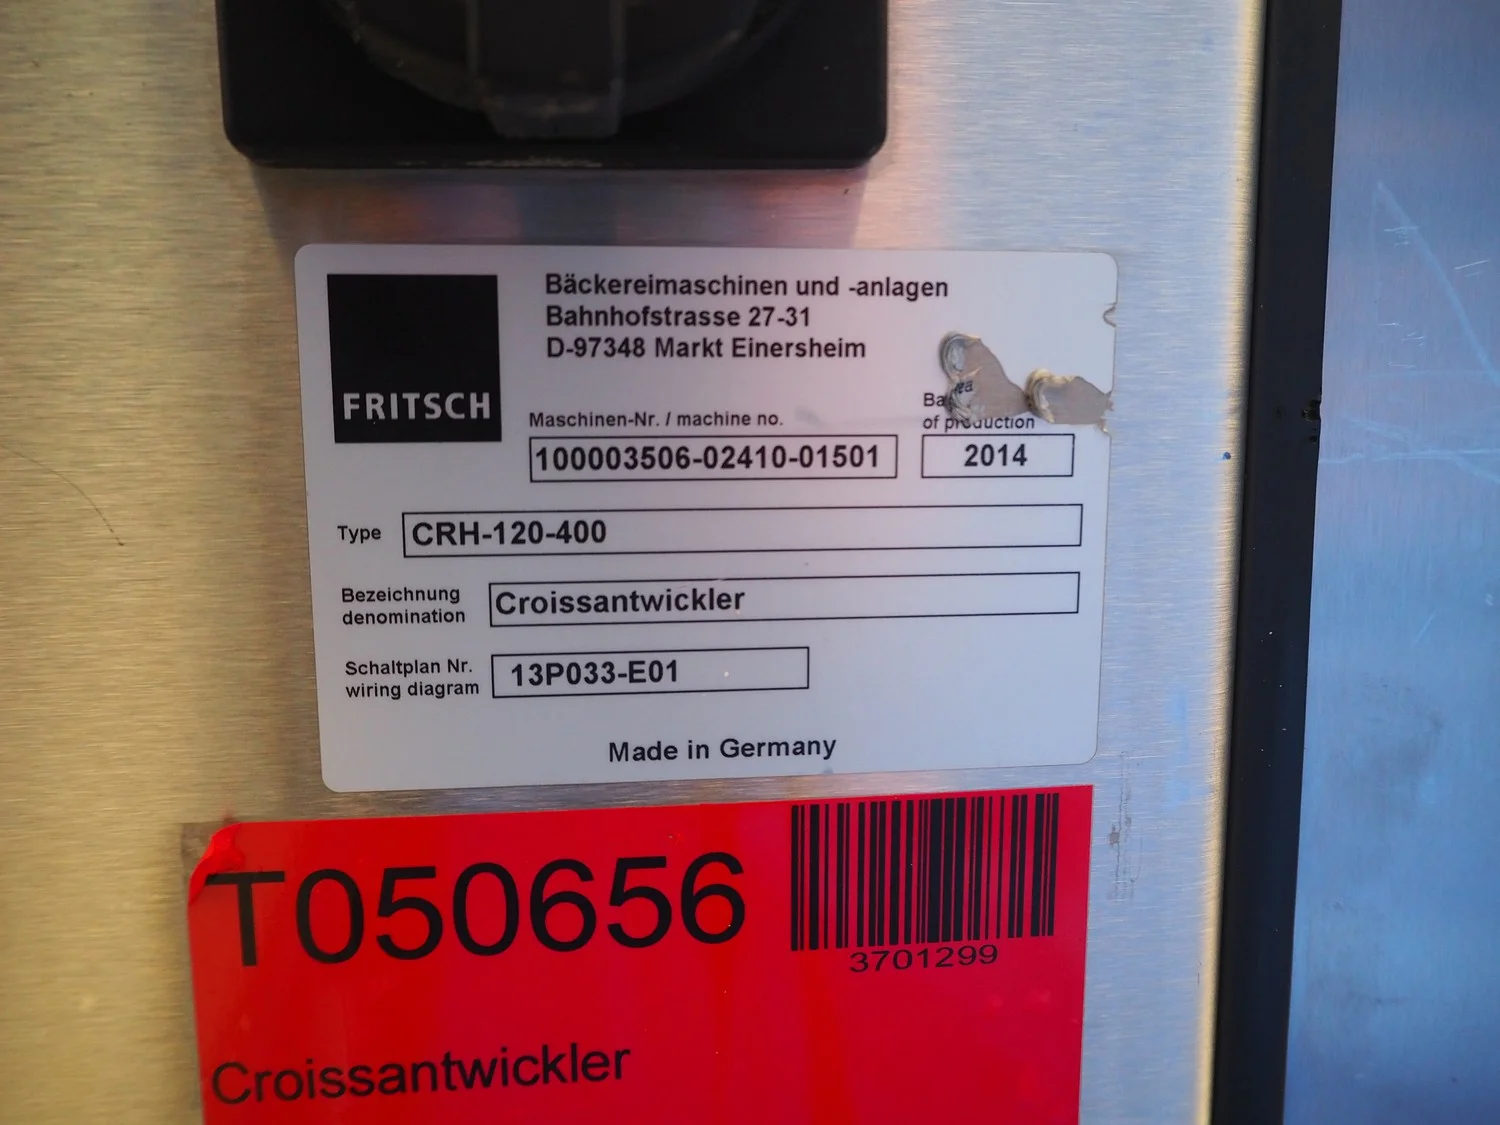 FRITSCH
Bäckereimaschinen und -anlagen
Bahnhofstrasse 27-31
D-97348 Markt Einersheim
Maschinen-Nr. / machine no.
100003506-02410-01501
of production
2014
Type
CRH-120-400
Bezeichnung
denomination
Croissantwickler
Schaltplan Nr.
wiring diagram
13P033-E01
Made in Germany
T050656
3701299
Croissantwickler